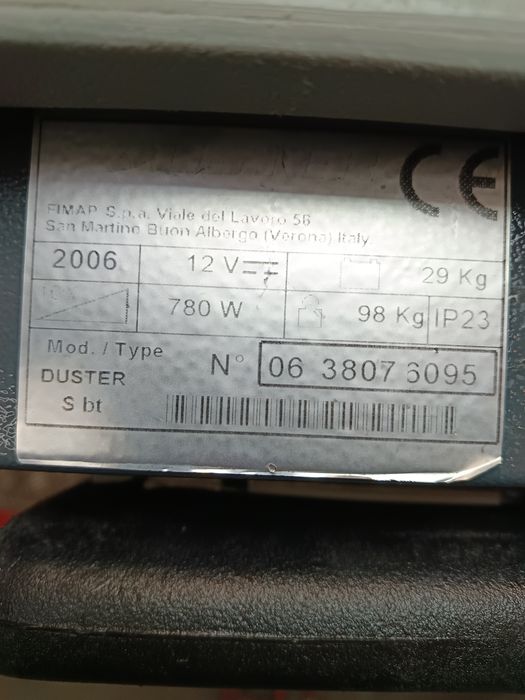 CE
FIMAP S.p.a. Viale del Lavoro 56
San Martino Buon Albergo (Verona) Italy
2006 12 V 29 Kg
780 W 98 Kg IP23
Mod. / Type N° 06 3807 6095
DUSTER
S bt